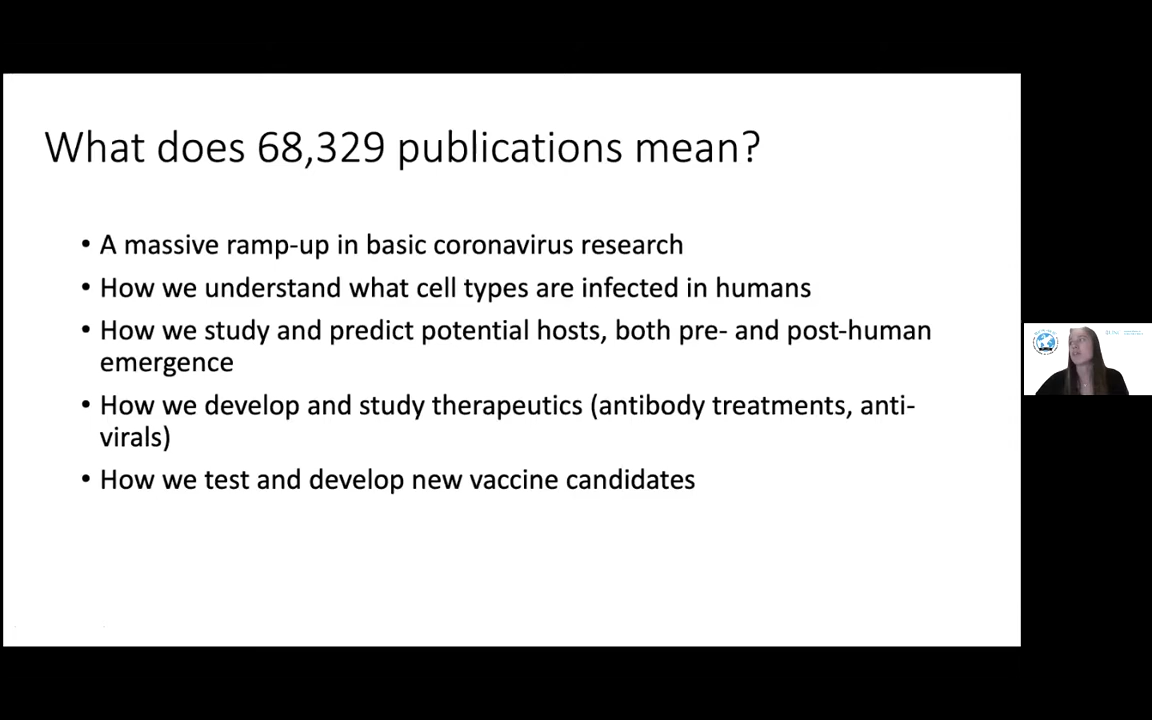 What does 68,329 publications mean?
• A massive ramp-up in basic coronavirus research
• How we understand what cell types are infected in humans
• How we study and predict potential hosts, both pre- and post-human
emergence
• How we develop and study therapeutics (antibody treatments, anti-
virals)
• How we test and develop new vaccine candidates